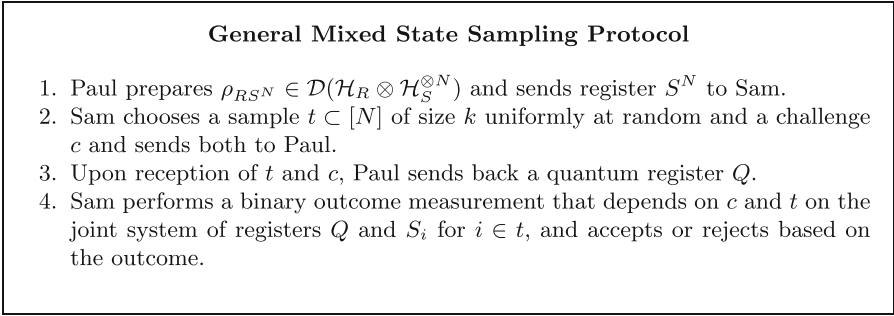 General Mixed State Sampling Protocol
1. Paul prepares ρ_{RS^N} ∈ 𝒟(ℋ_R ⊗ ℋ_S^{⊗N}) and sends register S^N to Sam.
2. Sam chooses a sample t ⊂ [N] of size k uniformly at random and a challenge
c and sends both to Paul.
3. Upon reception of t and c, Paul sends back a quantum register Q.
4. Sam performs a binary outcome measurement that depends on c and t on the
joint system of registers Q and S_i for i ∈ t, and accepts or rejects based on
the outcome.